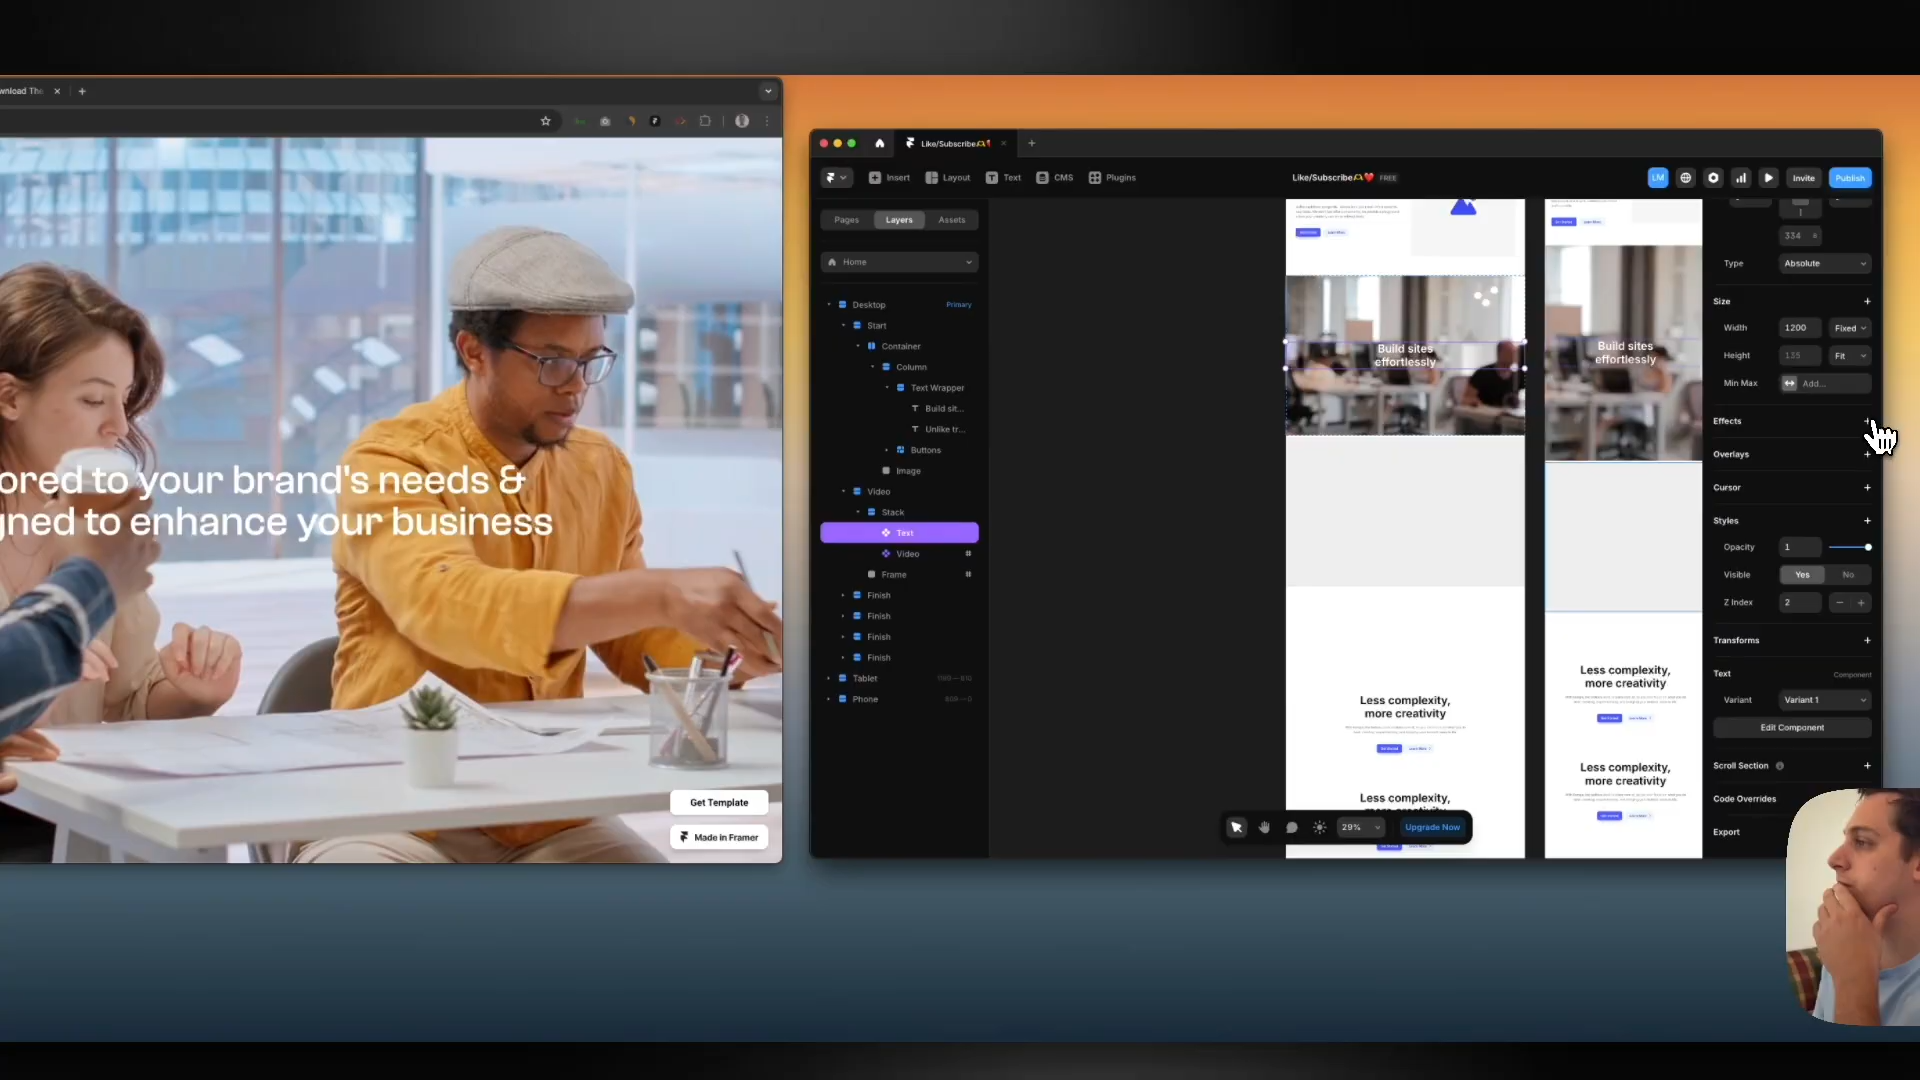 wnload The
ored to your brand's needs &
gned to enhance your business
Get Template
Made in Framer
Like/Subscribe
Insert
Layout
Text
CMS
Plugins
Like/Subscribe FREE
LM
Invite
Publish
Pages
Layers
Assets
Home
Desktop
Primary
Start
Container
Column
Text Wrapper
Build sit...
Unlike tr...
Buttons
Image
Video
Stack
Text
Video
Frame
Finish
Finish
Finish
Finish
Tablet
Phone
Build sites
effortlessly
Less complexity,
more creativity
Less complexity,
29%
Upgrade Now
Build sites
effortlessly
Less complexity,
more creativity
Less complexity,
more creativity
334
Type
Absolute
Size
Width
1200
Fixed
Height
135
Fit
Min Max
Add...
Effects
Overlays
Cursor
Styles
Opacity
1
Visible
Yes
No
Z Index
2
Transforms
Text
Component
Variant
Variant 1
Edit Component
Scroll Section
Code Overrides
Export